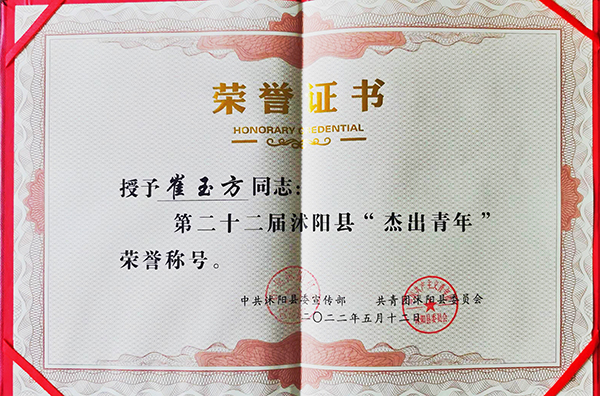 荣誉证书
HONORARY CREDENTIAL
授予崔玉方同志：
第二十二届沭阳县“杰出青年”
荣誉称号。
中共沭阳县委宣传部 共青团沭阳县委员会
二〇二二年五月十二日